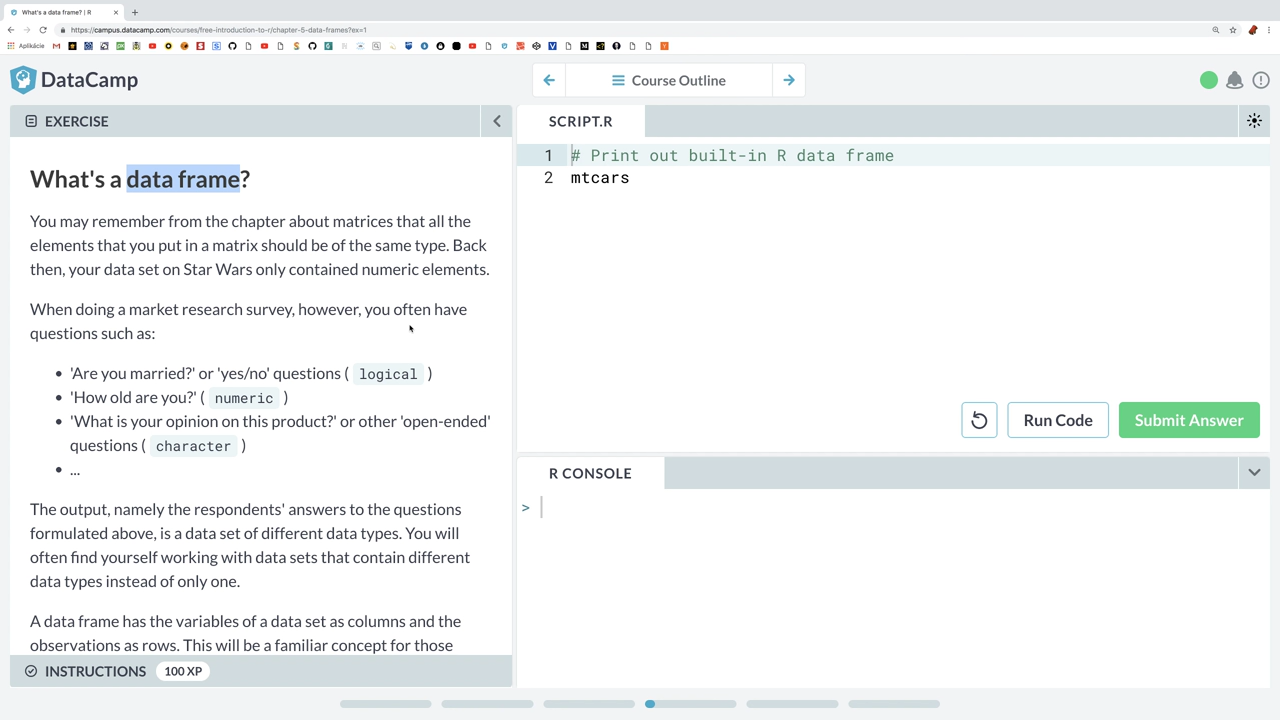 What's a data frame? | R
https://campus.datacamp.com/courses/free-introduction-to-r/chapter-5-data-frames?ex=1
Aplikácie
DataCamp
Course Outline
EXERCISE
What's a data frame?
You may remember from the chapter about matrices that all the
elements that you put in a matrix should be of the same type. Back
then, your data set on Star Wars only contained numeric elements.
When doing a market research survey, however, you often have
questions such as:
• 'Are you married?' or 'yes/no' questions ( logical )
• 'How old are you?' ( numeric )
• 'What is your opinion on this product?' or other 'open-ended'
questions ( character )
• ...
The output, namely the respondents' answers to the questions
formulated above, is a data set of different data types. You will
often find yourself working with data sets that contain different
data types instead of only one.
A data frame has the variables of a data set as columns and the
observations as rows. This will be a familiar concept for those
INSTRUCTIONS 100 XP
SCRIPT.R
1 # Print out built-in R data frame
2 mtcars
Run Code
Submit Answer
R CONSOLE
>